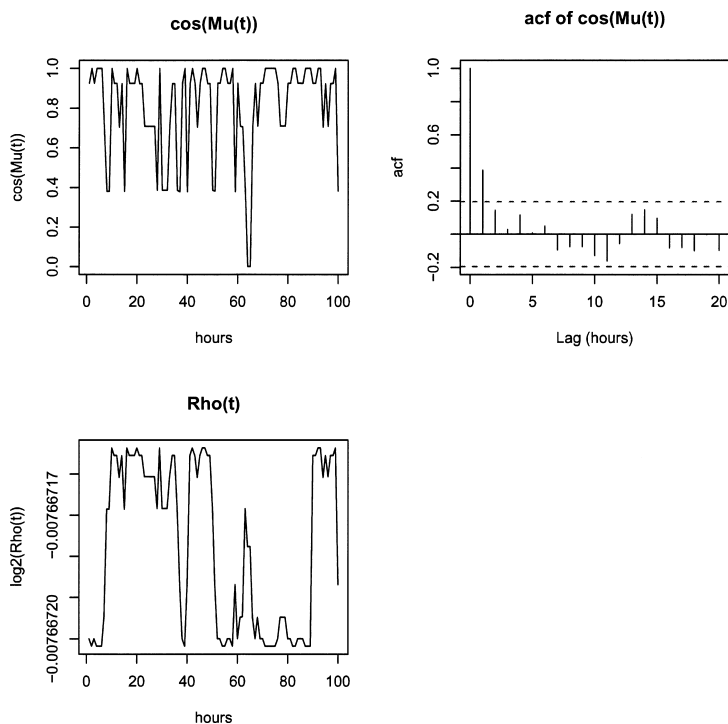 cos(Mu(t))
cos(Mu(t))
0.0 0.2 0.4 0.6 0.8 1.0
0 20 40 60 80 100
hours
acf of cos(Mu(t))
acf
−0.2 0.2 0.6 1.0
0 5 10 15 20
Lag (hours)
Rho(t)
log2(Rho(t))
−0.00766720 −0.00766717
0 20 40 60 80 100
hours